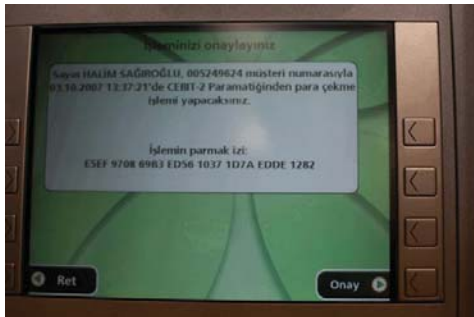 İşleminizi onaylayınız
Sayın HALİM SAĞIROĞLU, 005249624 müşteri numarasıyla
03.10.2007 13:37:21'de CEBIT-2 Paramatiğinden para çekme
işlemi yapacaksınız.
İşlemin parmak izi:
E5EF 9708 6983 ED56 1037 1D7A EDDE 1282
Ret
Onay